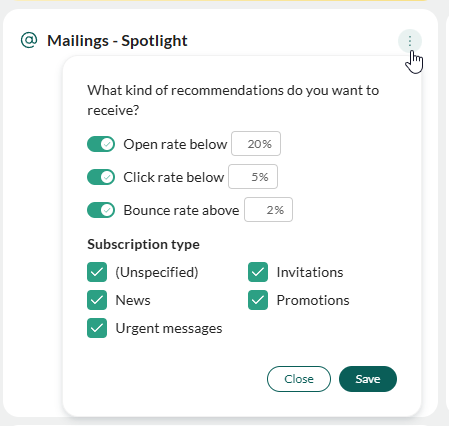 Mailings - Spotlight
What kind of recommendations do you want to
receive?
Open rate below 20%
Click rate below 5%
Bounce rate above 2%
Subscription type
(Unspecified) Invitations
News Promotions
Urgent messages
Close Save